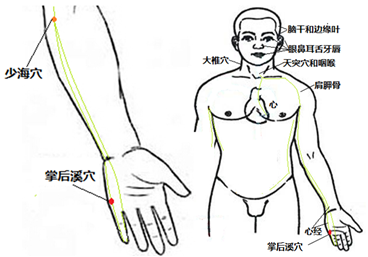 少海穴
掌后溪穴
脑干和边缘叶
眼鼻耳舌牙唇
大椎穴
天突穴和咽喉
肩胛骨
心
心经
掌后溪穴